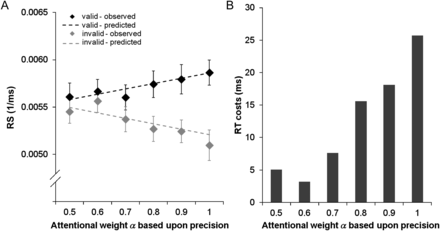 A
B
valid - observed
valid - predicted
invalid - observed
invalid - predicted
RS (1/ms)
0.0065
0.0060
0.0055
0.0050
0.5 0.6 0.7 0.8 0.9 1
Attentional weight α based upon precision
RT costs (ms)
30
25
20
15
10
5
0
0.5 0.6 0.7 0.8 0.9 1
Attentional weight α based upon precision